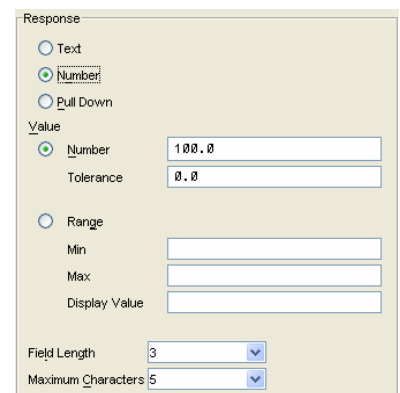 Response
Text
Number
Pull Down
Value
Number 100.0
Tolerance 0.0
Range
Min
Max
Display Value
Field Length 3
Maximum Characters 5